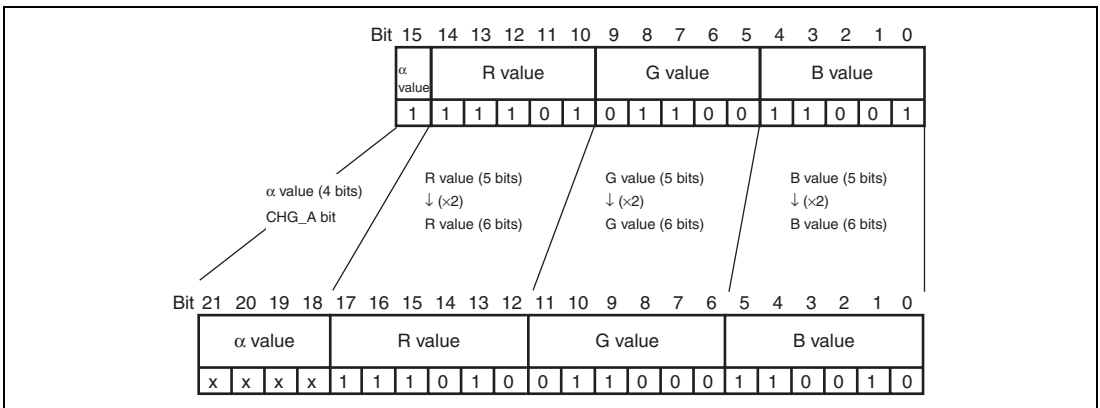 Bit 15 14 13 12 11 10 9 8 7 6 5 4 3 2 1 0
α value R value G value B value
1 1 1 1 0 1 0 1 1 0 0 1 1 0 0 1
α value (4 bits)
CHG_A bit
R value (5 bits)
↓ (×2)
R value (6 bits)
G value (5 bits)
↓ (×2)
G value (6 bits)
B value (5 bits)
↓ (×2)
B value (6 bits)
Bit 21 20 19 18 17 16 15 14 13 12 11 10 9 8 7 6 5 4 3 2 1 0
α value R value G value B value
x x x x 1 1 1 0 1 0 0 1 1 0 0 0 1 1 0 0 1 0